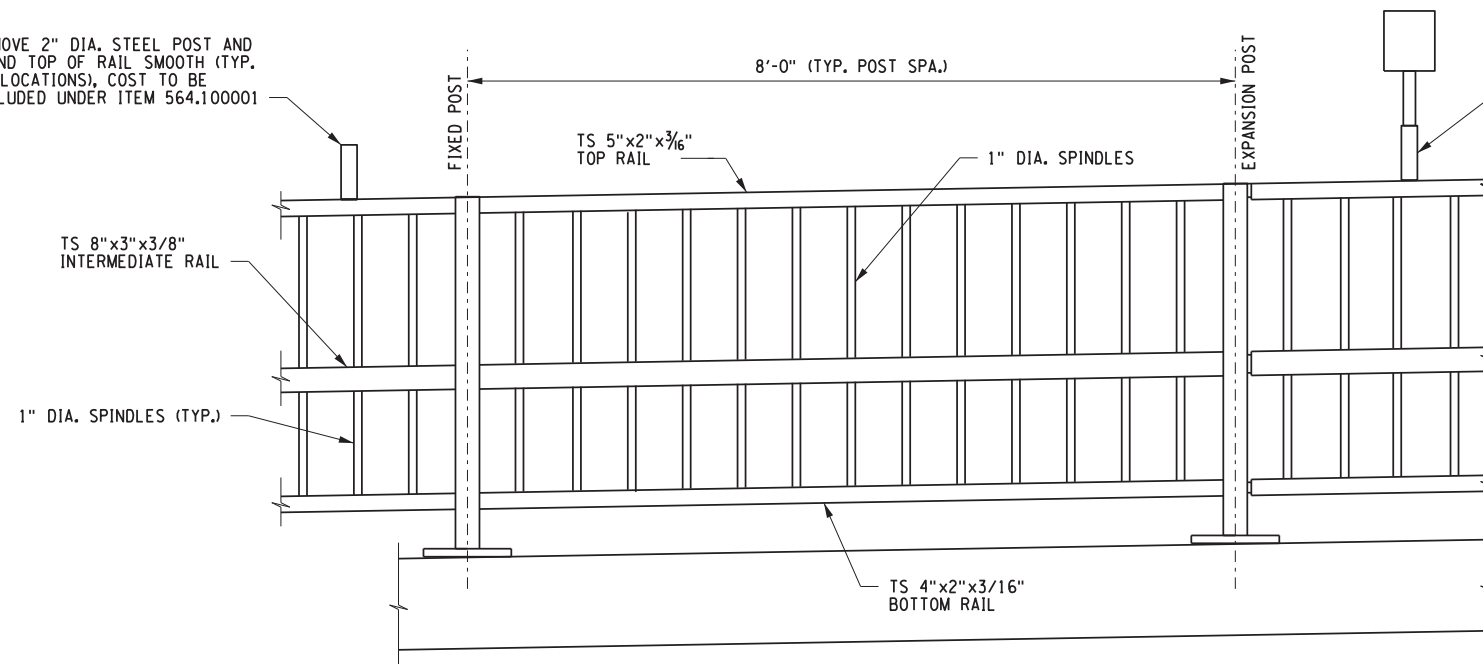 OVE 2" DIA. STEEL POST AND
ND TOP OF RAIL SMOOTH (TYP.
LOCATIONS), COST TO BE
LUDED UNDER ITEM 564.100001
FIXED POST
8'-0" (TYP. POST SPA.)
EXPANSION POST
TS 5"x2"x3/16"
TOP RAIL
1" DIA. SPINDLES
TS 8"x3"x3/8"
INTERMEDIATE RAIL
1" DIA. SPINDLES (TYP.)
TS 4"x2"x3/16"
BOTTOM RAIL